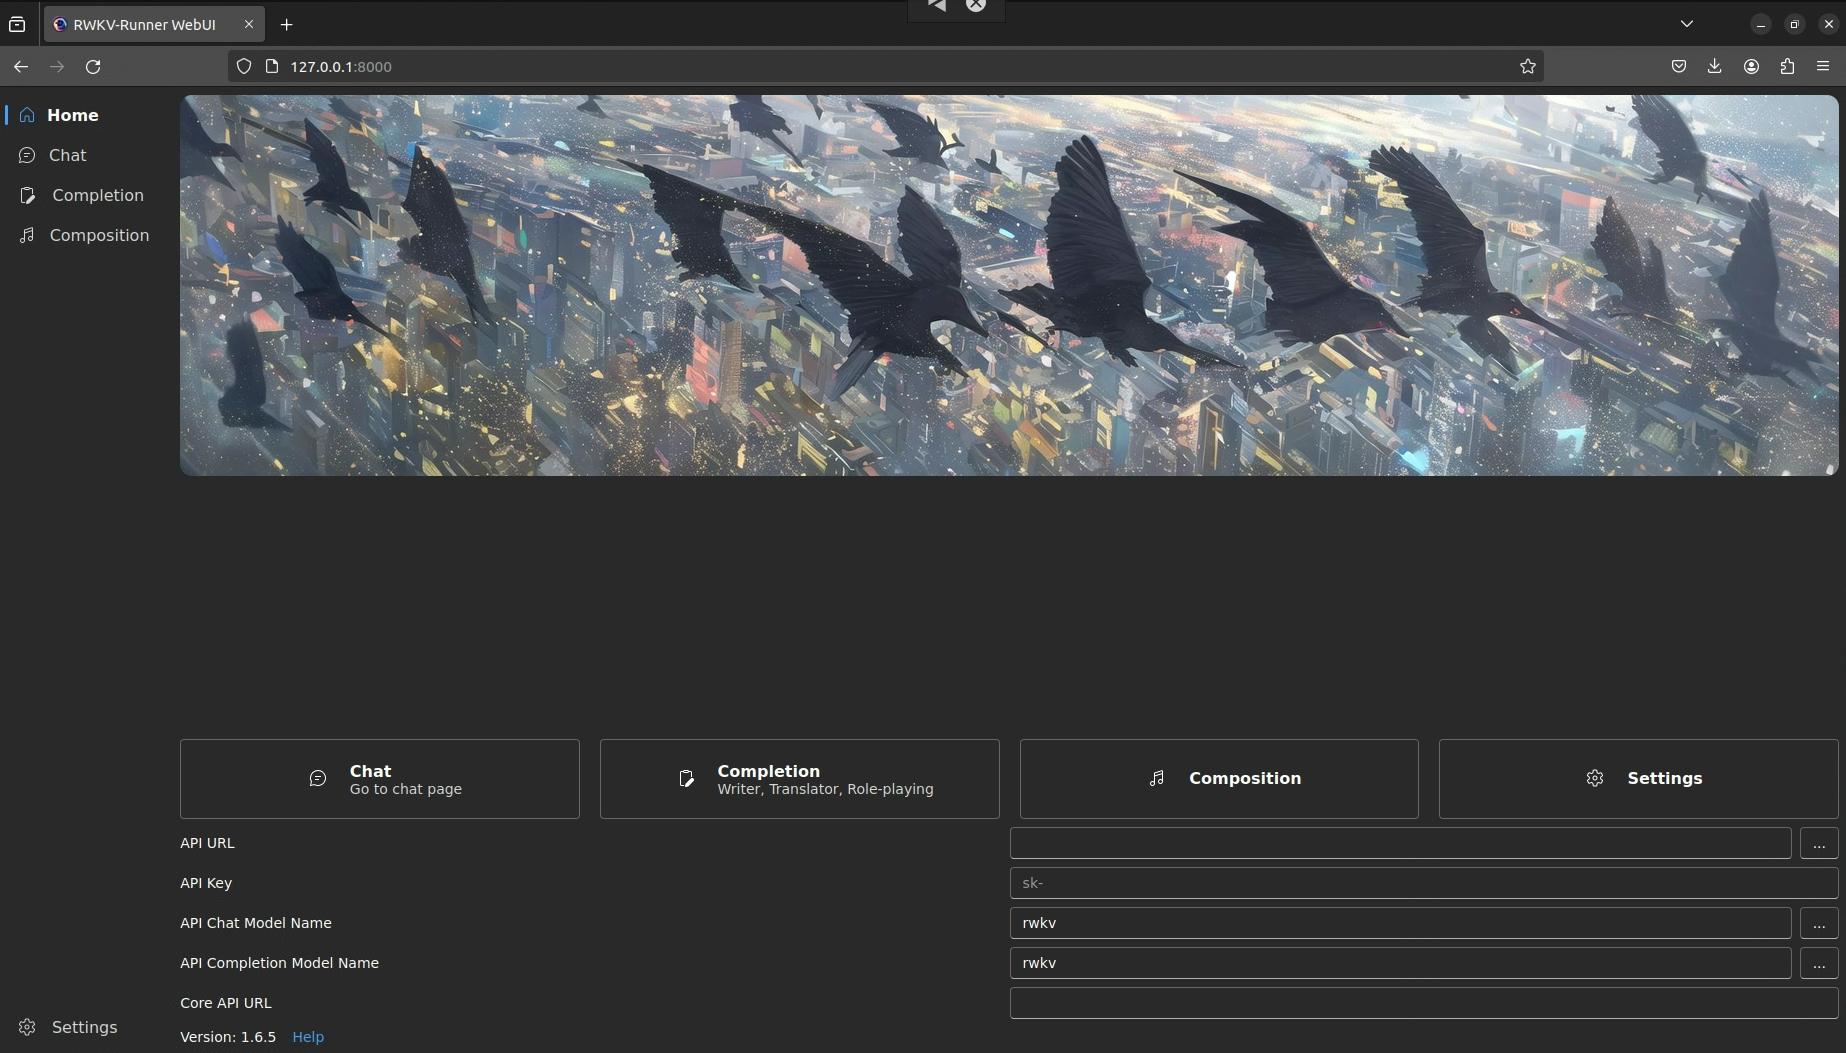 RWKV-Runner WebUI
127.0.0.1:8000
Home
Chat
Completion
Composition
Chat
Go to chat page
Completion
Writer, Translator, Role-playing
Composition
Settings
API URL
...
API Key
sk-
API Chat Model Name
rwkv
...
API Completion Model Name
rwkv
...
Core API URL
Settings
Version: 1.6.5 Help